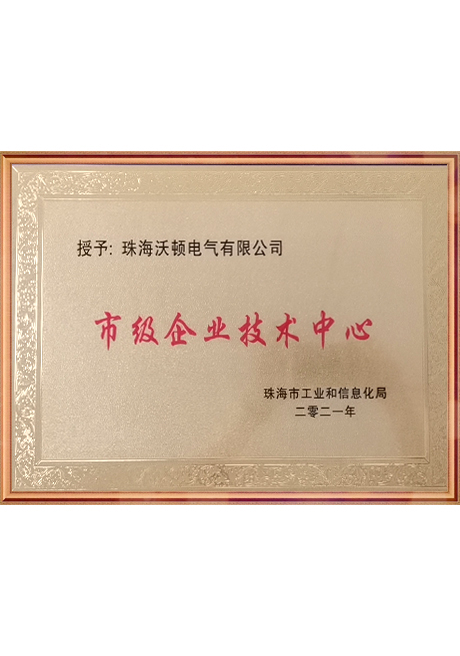 授予: 珠海沃顿电气有限公司
市级企业技术中心
珠海市工业和信息化局
二零二一年